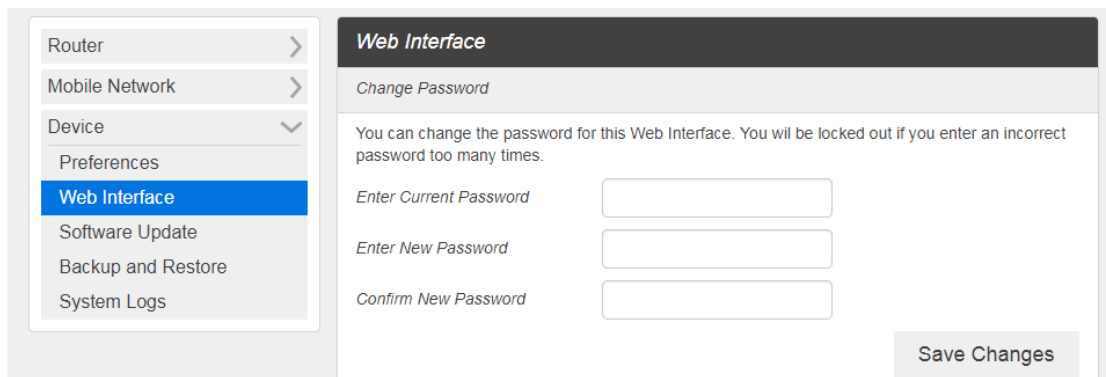 Router
Mobile Network
Device
Preferences
Web Interface
Software Update
Backup and Restore
System Logs
Web Interface
Change Password
You can change the password for this Web Interface. You wil be locked out if you enter an incorrect
password too many times.
Enter Current Password
Enter New Password
Confirm New Password
Save Changes